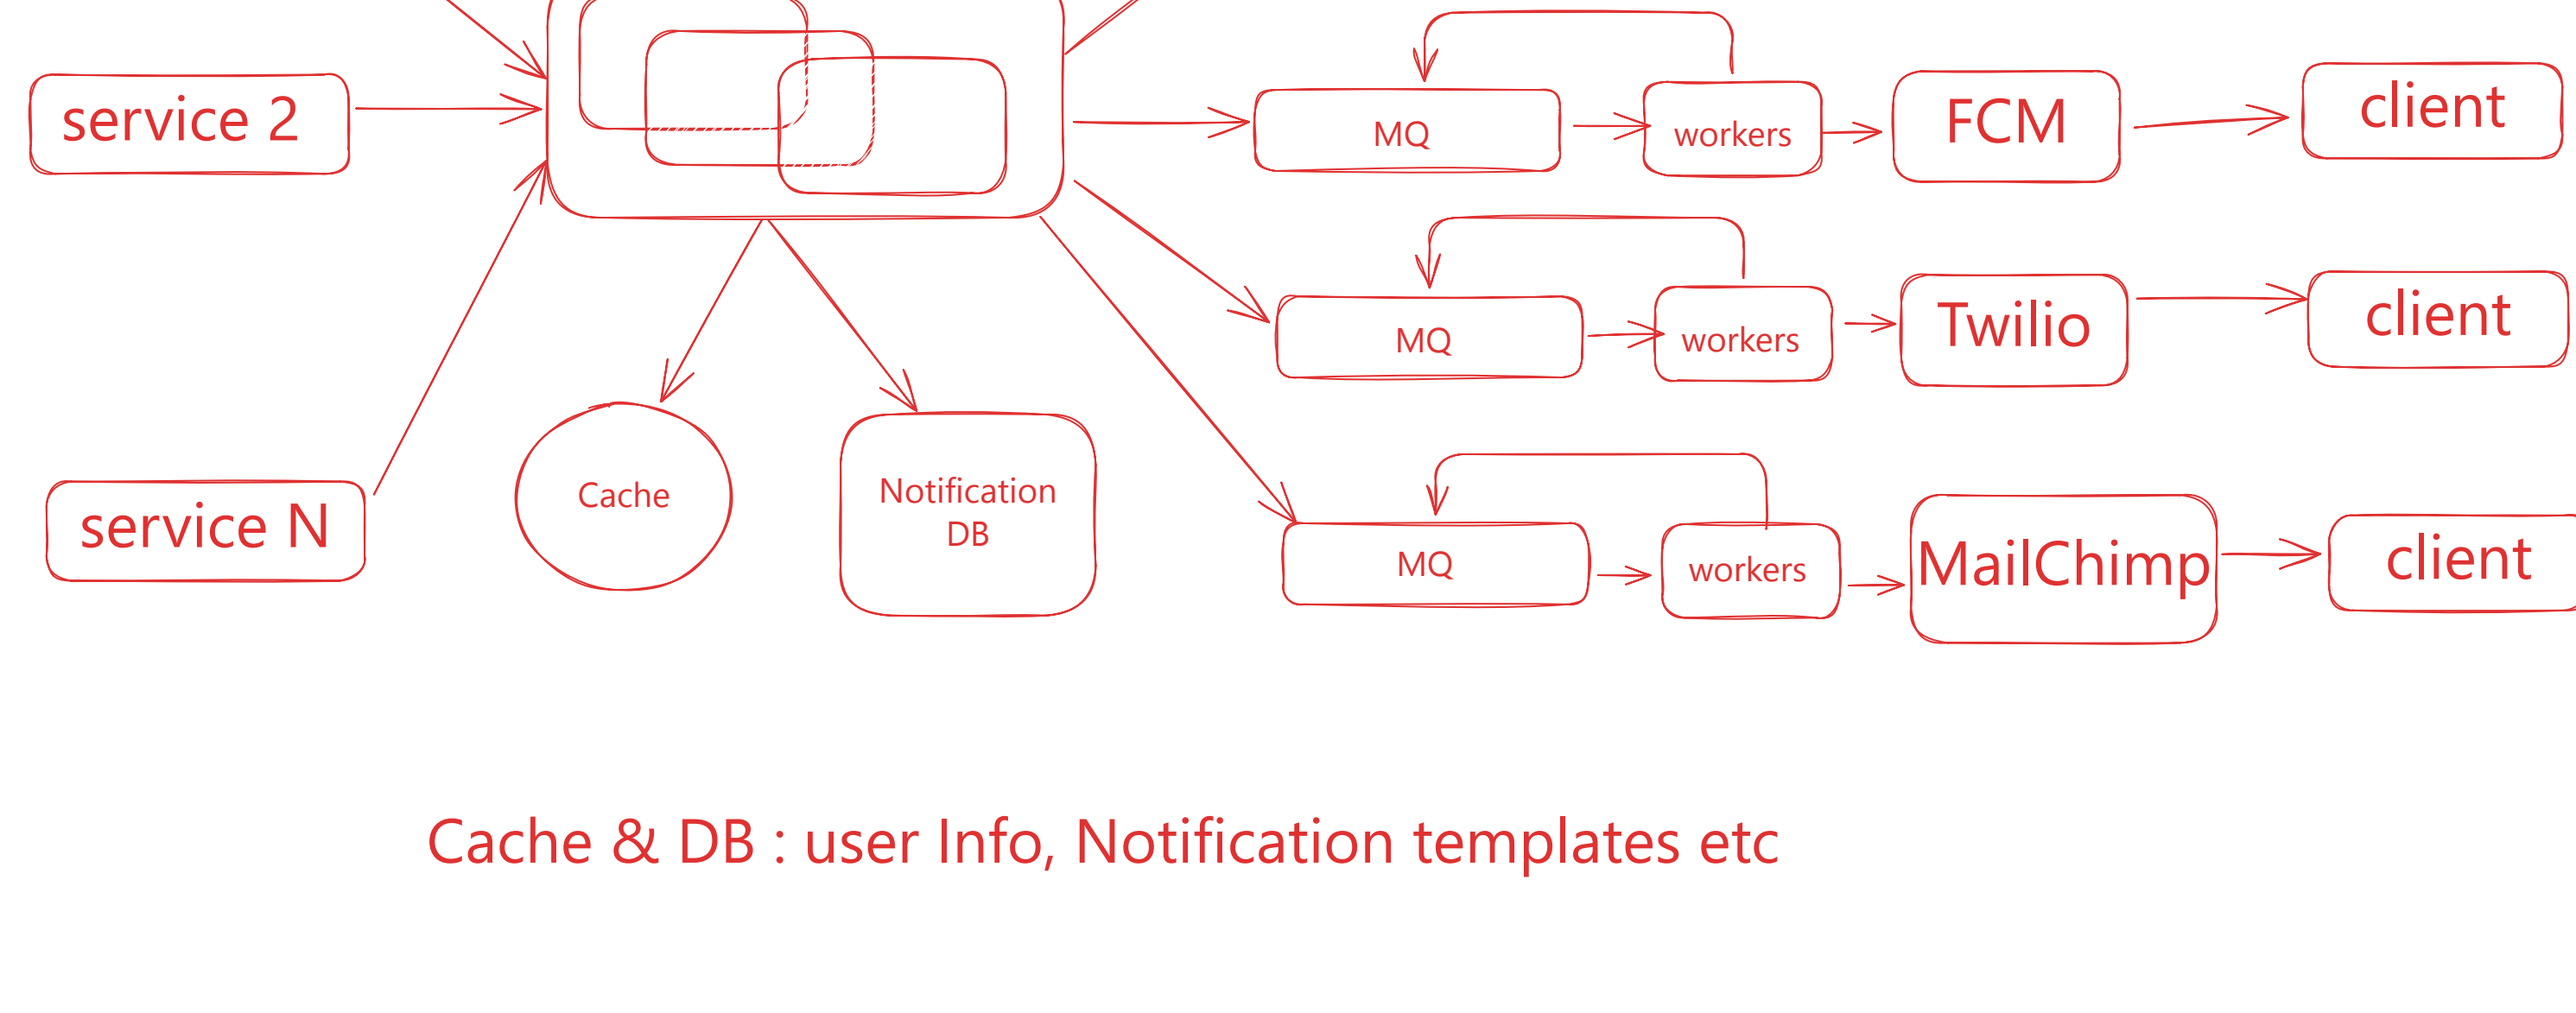 service 2
MQ
workers
FCM
client
MQ
workers
Twilio
client
service N
Cache
Notification
DB
MQ
workers
MailChimp
client
Cache & DB : user Info, Notification templates etc